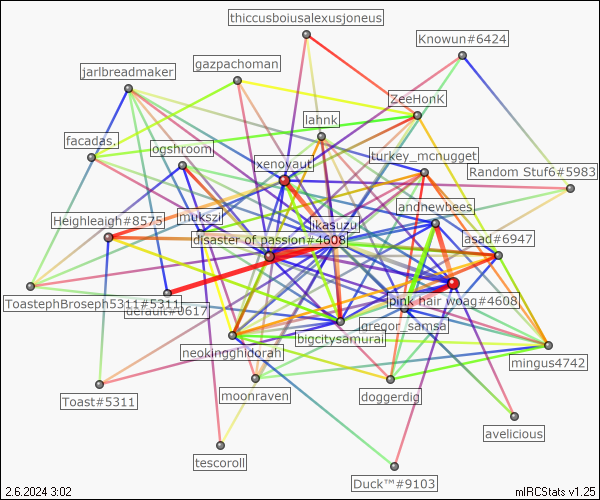 thiccusboiusalexusjoneus
Knowun#6424
gazpachoman
jarlbreadmaker
ZeeHonK
lahnk
facadas.
ogshroom
turkey_mcnugget
xenovaut
Random Stuf6#5983
andnewbees
mukszi
Heighleaigh#8575
jikasuzu
disaster of passion#4608
asad#6947
ToastephBroseph5311#5311
default#0617
pink hair woag#4608
gregor_samsa
bigcitysamurai
neokingghidorah
mingus4742
Toast#5311
moonraven
doggerdig
avelicious
tescoroll
Duck™#9103
2.6.2024 3:02
mIRCStats v1.25